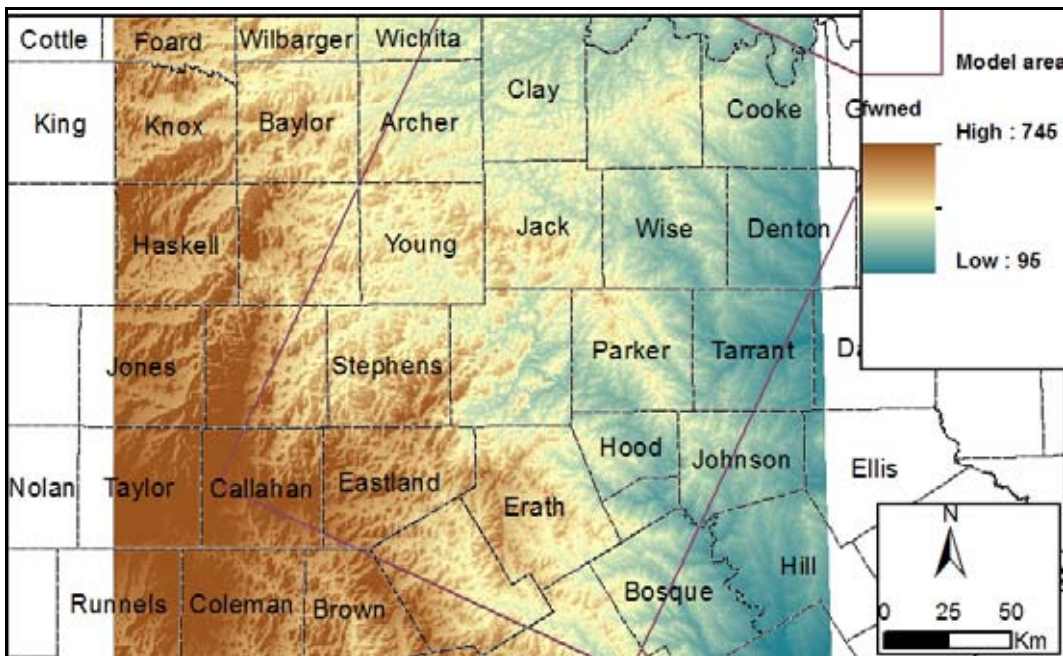 Cottle Foard Wilbarger Wichita
Model area
Clay
Cooke
Gfwned
King Knox Baylor Archer
High : 745
Haskell Young Jack Wise Denton
Low : 95
Jones Stephens Parker Tarrant Da
Nolan Taylor Callahan Eastland Erath Hood Johnson Ellis
N
Runnels Coleman Brown Bosque Hill
0 25 50
Km